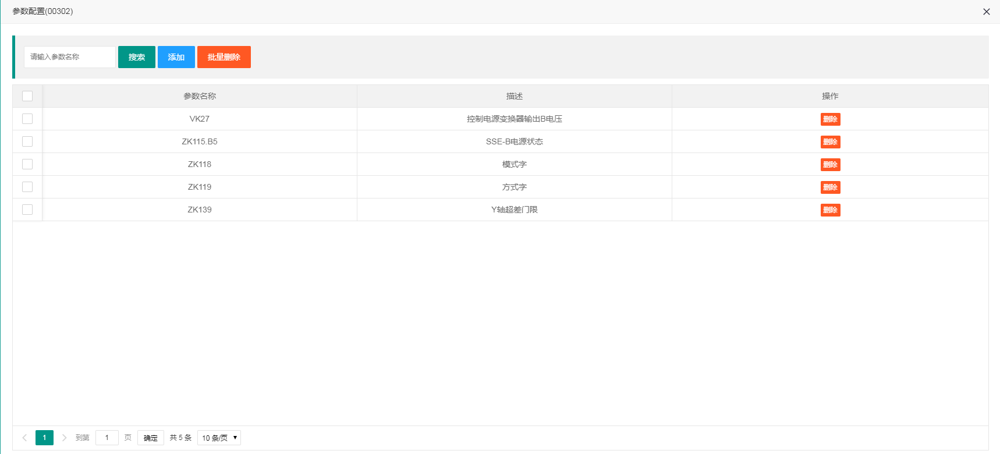 参数配置(00302)
请输入参数名称 搜索 添加 批量删除
参数名称 描述 操作
VK27 控制电源变换器输出B电压 删除
ZK115.B5 SSE-B电源状态 删除
ZK118 模式字 删除
ZK119 方式字 删除
ZK139 Y轴超差门限 删除
1 到第 1 页 确定 共 5 条 10 条/页